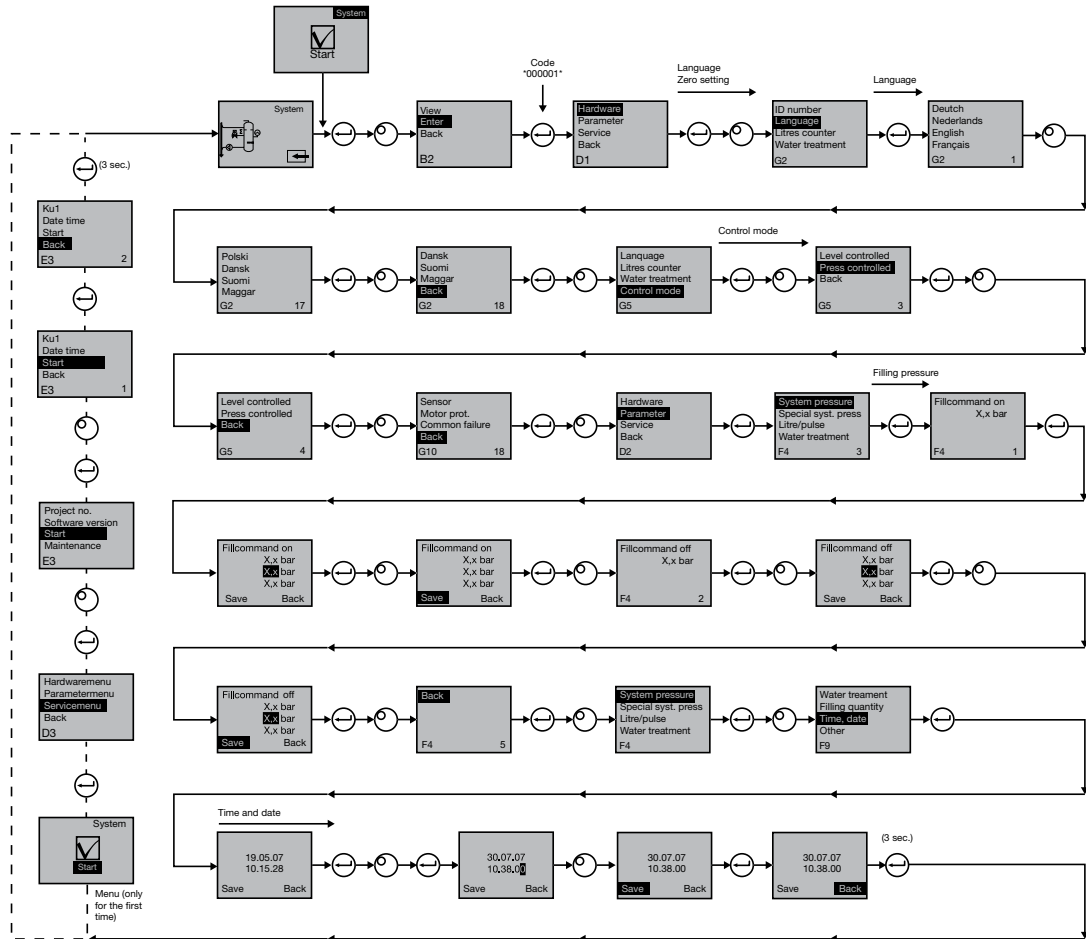 System
Start
Code
*000001*
Language
Zero setting
Language
System
View
Enter
Back
B2
Hardware
Parameter
Service
Back
D1
ID number
Language
Litres counter
Water treatment
G2
Deutch
Nederlands
English
Français
G2 1
(3 sec.)
Ku1
Date time
Start
Back
E3 2
Polski
Dansk
Suomi
Maggar
G2 17
Dansk
Suomi
Maggar
Back
G2 18
Lanquage
Litres counter
Water treatment
Control mode
G5
Control mode
Level controlled
Press controlled
Back
G5 3
Ku1
Date time
Start
Back
E3 1
Level controlled
Press controlled
Back
G5 4
Sensor
Motor prot.
Common failure
Back
G10 18
Hardware
Parameter
Service
Back
D2
System pressure
Special syst. press
Litre/pulse
Water treatment
F4 3
Filling pressure
Fillcommand on
X,x bar
F4 1
Project no.
Software version
Start
Maintenance
E3
Fillcommand on
X,x bar
X,x bar
X,x bar
Save Back
Fillcommand on
X,x bar
X,x bar
X,x bar
Save Back
Fillcommand off
X,x bar
F4 2
Fillcommand off
X,x bar
X,x bar
X,x bar
Save Back
Hardwaremenu
Parametermenu
Servicemenu
Back
D3
Fillcommand off
X,x bar
X,x bar
X,x bar
Save Back
Back
F4 5
System pressure
Special syst. press
Litre/pulse
Water treatment
F4
Water treament
Filling quantity
Time, date
Other
F9
System
Start
Menu (only
for the first
time)
Time and date
19.05.07
10.15.28
Save Back
30.07.07
10.38.00
Save Back
30.07.07
10.38.00
Save Back
30.07.07
10.38.00
Save Back
(3 sec.)